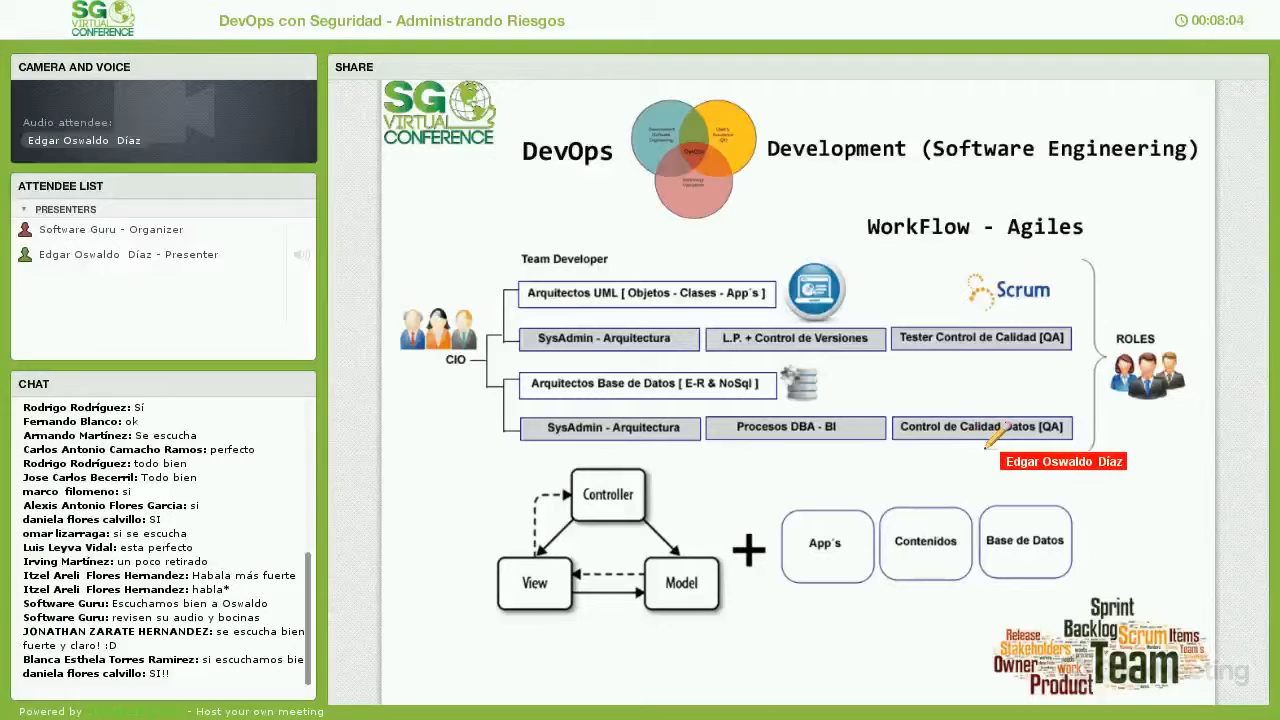 SG
VIRTUAL
CONFERENCE
DevOps con Seguridad - Administrando Riesgos
00:08:04
CAMERA AND VOICE
Audio attendee:
Edgar Oswaldo Díaz
ATTENDEE LIST
PRESENTERS
Software Guru - Organizer
Edgar Oswaldo Díaz - Presenter
CHAT
Rodrigo Rodríguez: Sí
Fernando Blanco: ok
Armando Martínez: Se escucha
Carlos Antonio Camacho Ramos: perfecto
Rodrigo Rodríguez: todo bien
Jose Carlos Becerril: Todo bien
marco filomeno: si
Alexis Antonio Flores Garcia: si
daniela flores calvillo: SI
omar lizarraga: si se escucha
Luis Leyva Vidal: esta perfecto
Irving Martínez: un poco retirado
Itzel Areli Flores Hernandez: Habala más fuerte
Itzel Areli Flores Hernandez: habla*
Software Guru: Escuchamos bien a Oswaldo
Software Guru: revisen su audio y bocinas
JONATHAN ZARATE HERNANDEZ: se escucha bien
fuerte y claro! :D
Blanca Esthela Torres Ramirez: si escuchamos bie
daniela flores calvillo: SI!!
Powered by - Host your own meeting
SHARE
SG
VIRTUAL
CONFERENCE
DevOps
Development (Software Engineering)
WorkFlow - Agiles
Team Developer
Arquitectos UML [ Objetos - Clases - App´s ]
Scrum
SysAdmin - Arquitectura
L.P. + Control de Versiones
Tester Control de Calidad [QA]
CIO
ROLES
Arquitectos Base de Datos [ E-R & NoSql ]
SysAdmin - Arquitectura
Procesos DBA - BI
Control de Calidad Datos [QA]
Edgar Oswaldo Díaz
Controller
View
Model
+
App´s
Contenidos
Base de Datos
Sprint
Backlog
Release
Scrum
Items
Stakeholders
Owner
work
Team
Product